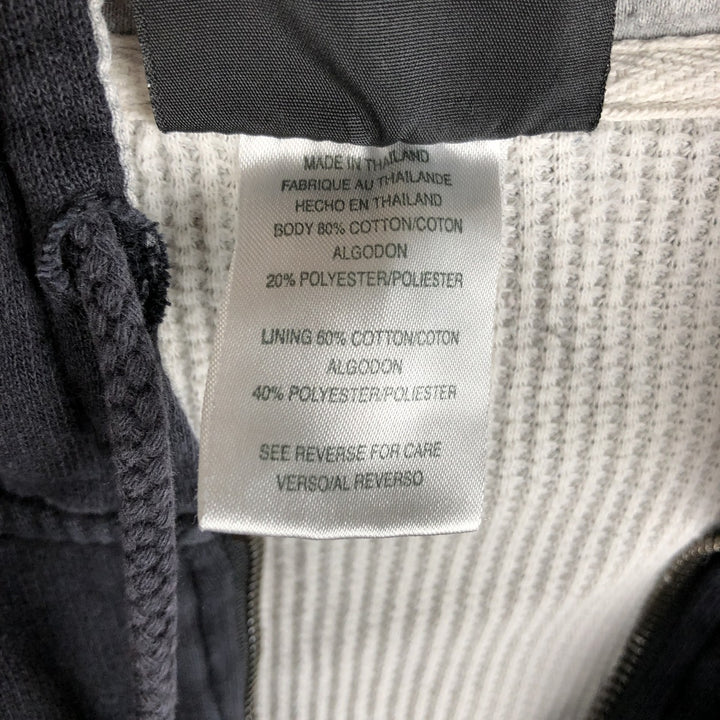 MADE IN THAILAND
FABRIQUE AU THAILANDE
HECHO EN THAILAND
BODY 80% COTTON/COTON
ALGODON
20% POLYESTER/POLIESTER
LINING 60% COTTON/COTON
ALGODON
40% POLYESTER/POLIESTER
SEE REVERSE FOR CARE
VERSO/AL REVERSO